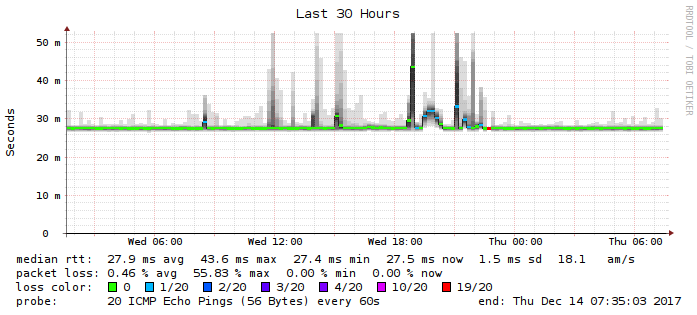 Last 30 Hours
RRDTOOL / TOBI OETIKER
Seconds
50 m
40 m
30 m
20 m
10 m
0
Wed 06:00 Wed 12:00 Wed 18:00 Thu 00:00 Thu 06:00
median rtt: 27.9 ms avg 43.6 ms max 27.4 ms min 27.5 ms now 1.5 ms sd 18.1 am/s
packet loss: 0.46 % avg 55.83 % max 0.00 % min 0.00 % now
loss color: 0 1/20 2/20 3/20 4/20 10/20 19/20
probe: 20 ICMP Echo Pings (56 Bytes) every 60s end: Thu Dec 14 07:35:03 2017